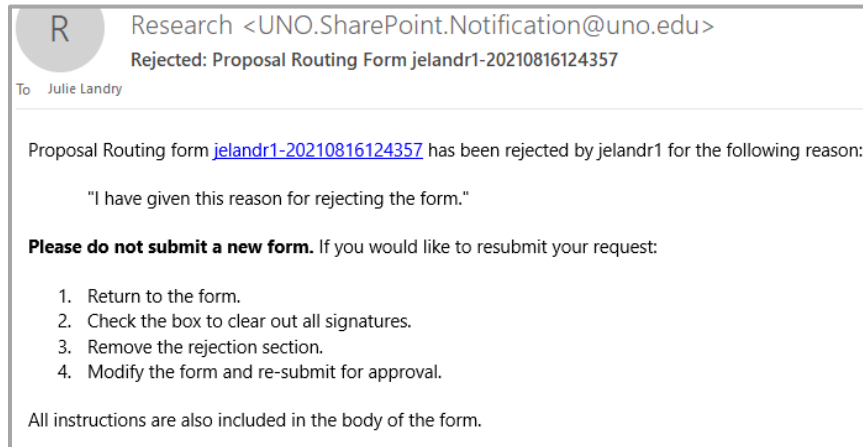 R
Research <UNO.SharePoint.Notification@uno.edu>
Rejected: Proposal Routing Form jelandr1-20210816124357
To Julie Landry
Proposal Routing form jelandr1-20210816124357 has been rejected by jelandr1 for the following reason:
"I have given this reason for rejecting the form."
Please do not submit a new form. If you would like to resubmit your request:
1. Return to the form.
2. Check the box to clear out all signatures.
3. Remove the rejection section.
4. Modify the form and re-submit for approval.
All instructions are also included in the body of the form.